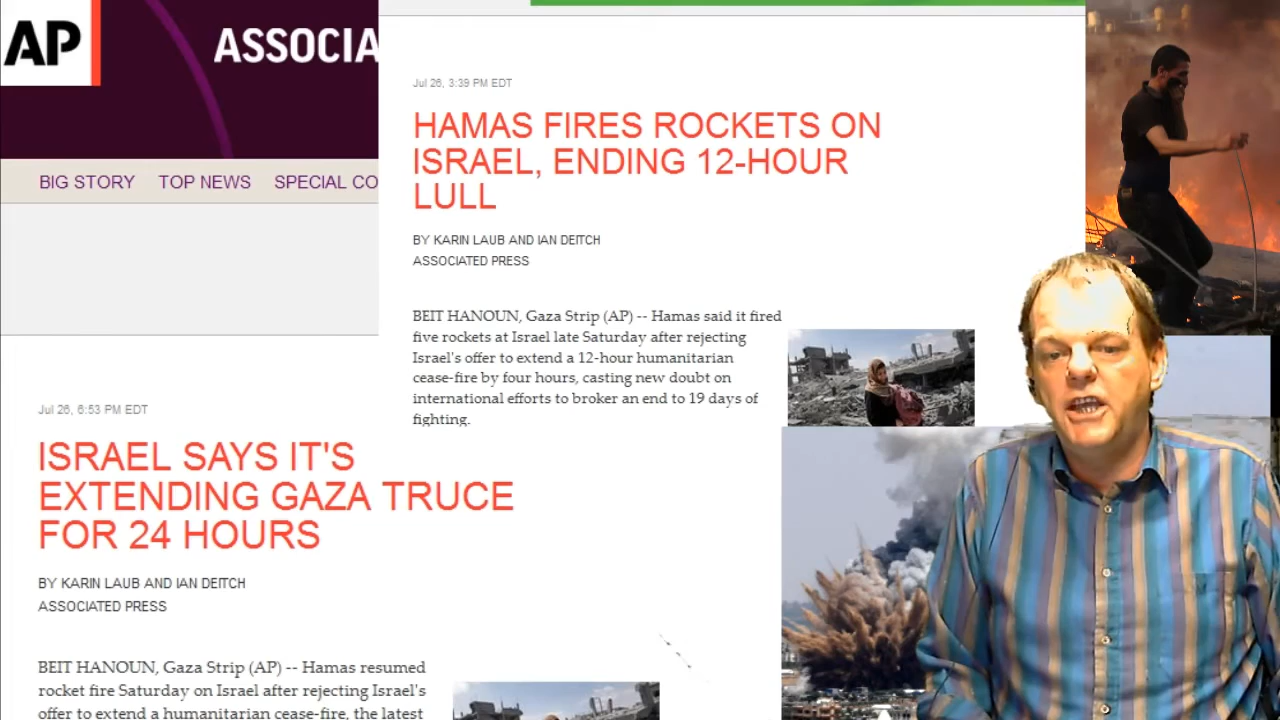 AP
ASSOCIA
BIG STORY TOP NEWS SPECIAL CO
Jul 26, 3:39 PM EDT
HAMAS FIRES ROCKETS ON
ISRAEL, ENDING 12-HOUR
LULL
BY KARIN LAUB AND IAN DEITCH
ASSOCIATED PRESS
BEIT HANOUN, Gaza Strip (AP) -- Hamas said it fired
five rockets at Israel late Saturday after rejecting
Israel's offer to extend a 12-hour humanitarian
cease-fire by four hours, casting new doubt on
international efforts to broker an end to 19 days of
fighting.
Jul 26, 6:53 PM EDT
ISRAEL SAYS IT'S
EXTENDING GAZA TRUCE
FOR 24 HOURS
BY KARIN LAUB AND IAN DEITCH
ASSOCIATED PRESS
BEIT HANOUN, Gaza Strip (AP) -- Hamas resumed
rocket fire Saturday on Israel after rejecting Israel's
offer to extend a humanitarian cease-fire, the latest